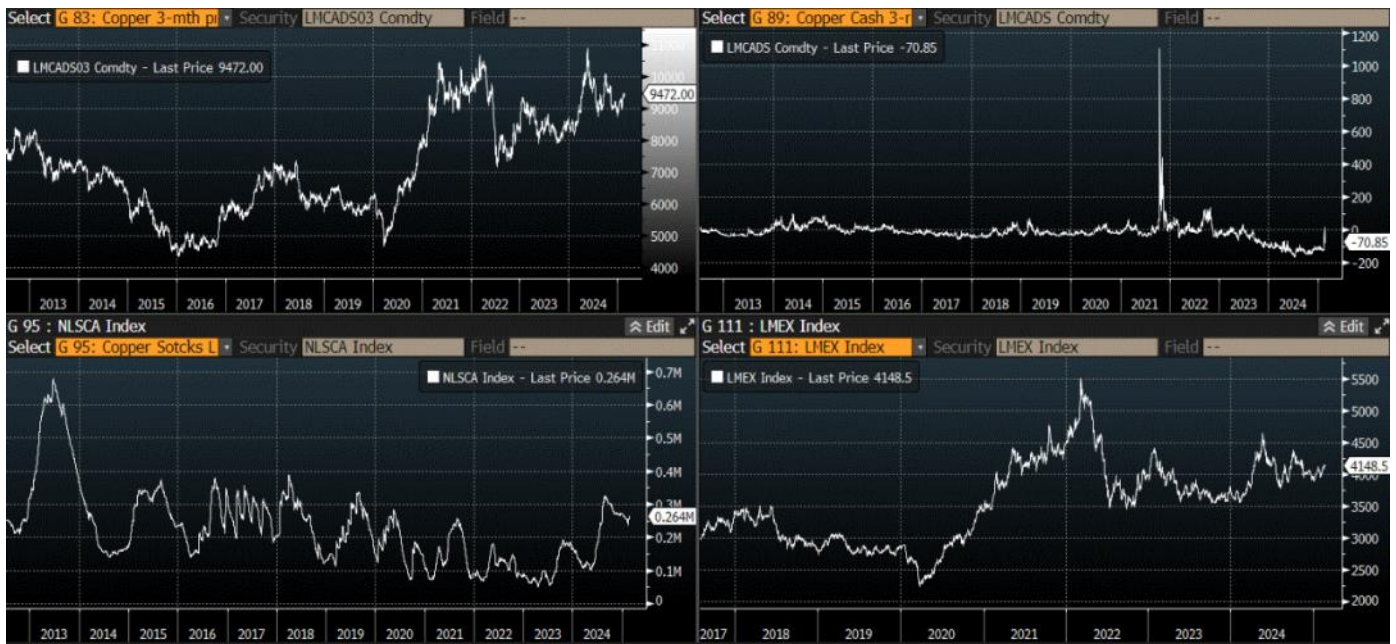 Select G 83: Copper 3-mth pr Security LMCADS03 Comdty Field --
LMCADS03 Comdty - Last Price 9472.00
11000
10000
9472.00
9000
8000
7000
6000
5000
4000
2013 2014 2015 2016 2017 2018 2019 2020 2021 2022 2023 2024
Select G 89: Copper Cash 3-r Security LMCADS Comdty Field --
LMCADS Comdty - Last Price -70.85
1200
1000
800
600
400
200
0
-70.85
-200
2013 2014 2015 2016 2017 2018 2019 2020 2021 2022 2023 2024
G 95 : NLSCA Index Edit
Select G 95: Copper Sotcks L Security NLSCA Index Field --
NLSCA Index - Last Price 0.264M
0.7M
0.6M
0.5M
0.4M
0.3M
0.264M
0.2M
0.1M
0
2013 2014 2015 2016 2017 2018 2019 2020 2021 2022 2023 2024
G 111 : LMEX Index Edit
Select G 111: LMEX Index Security LMEX Index Field --
LMEX Index - Last Price 4148.5
5500
5000
4500
4148.5
4000
3500
3000
2500
2000
2017 2018 2019 2020 2021 2022 2023 2024